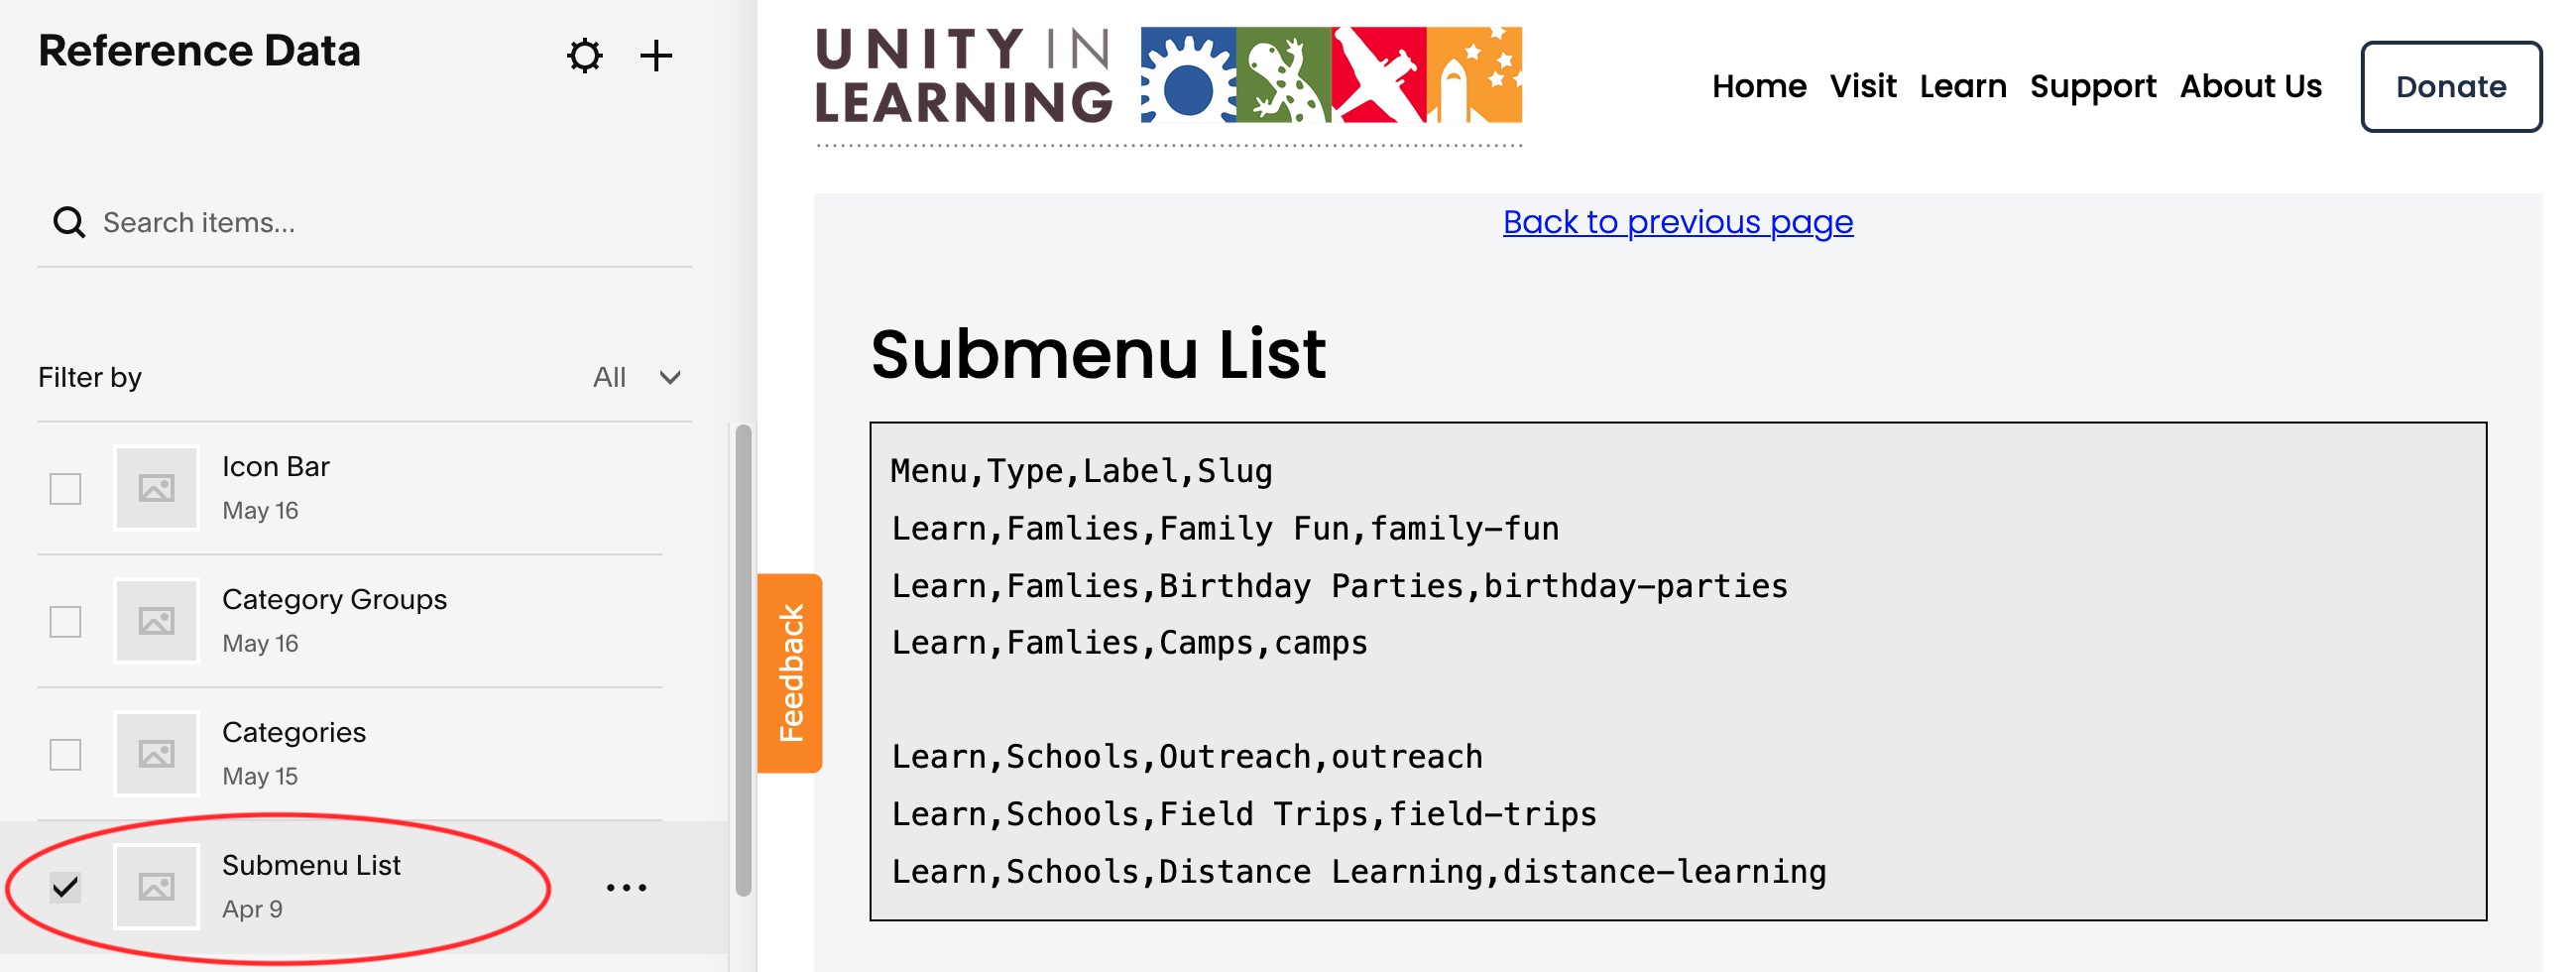 Reference Data
Search items...
Filter by All
Icon Bar
May 16
Category Groups
May 16
Categories
May 15
Submenu List
Apr 9
UNITY IN
LEARNING
Home Visit Learn Support About Us Donate
Back to previous page
Submenu List
Menu,Type,Label,Slug
Learn,Famlies,Family Fun,family-fun
Learn,Famlies,Birthday Parties,birthday-parties
Learn,Famlies,Camps,camps
Learn,Schools,Outreach,outreach
Learn,Schools,Field Trips,field-trips
Learn,Schools,Distance Learning,distance-learning
Feedback